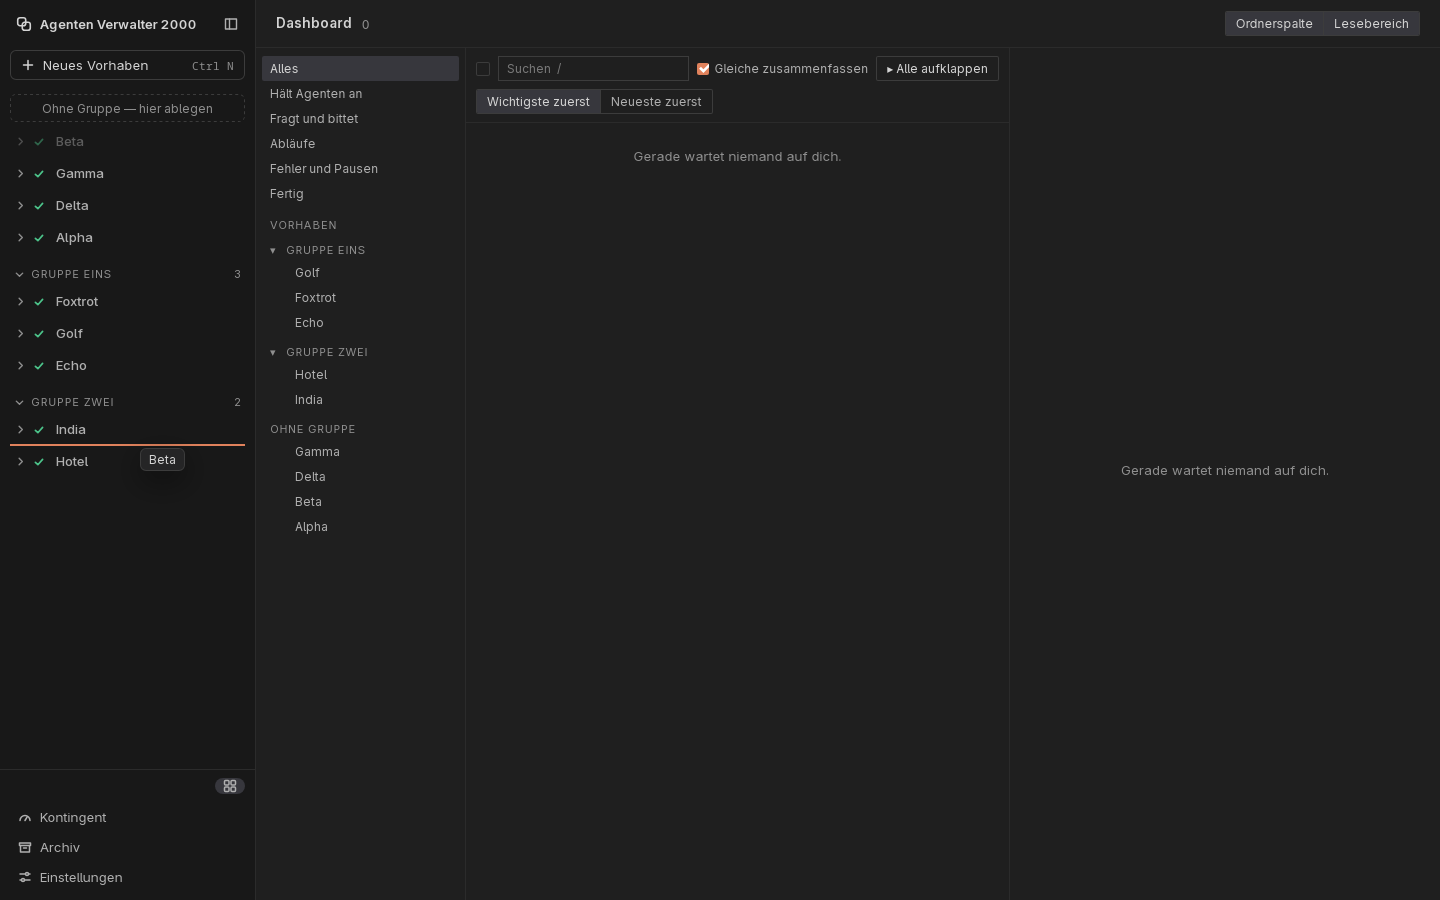 Agenten Verwalter 2000
Neues Vorhaben Ctrl N
Ohne Gruppe — hier ablegen
Beta
Gamma
Delta
Alpha
GRUPPE EINS 3
Foxtrot
Golf
Echo
GRUPPE ZWEI 2
India
Hotel
Beta
Kontingent
Archiv
Einstellungen
Dashboard 0
Ordnerspalte Lesebereich
Alles
Hält Agenten an
Fragt und bittet
Abläufe
Fehler und Pausen
Fertig
VORHABEN
▾ GRUPPE EINS
Golf
Foxtrot
Echo
▾ GRUPPE ZWEI
Hotel
India
OHNE GRUPPE
Gamma
Delta
Beta
Alpha
Suchen / Gleiche zusammenfassen ▸ Alle aufklappen
Wichtigste zuerst Neueste zuerst
Gerade wartet niemand auf dich.
Gerade wartet niemand auf dich.